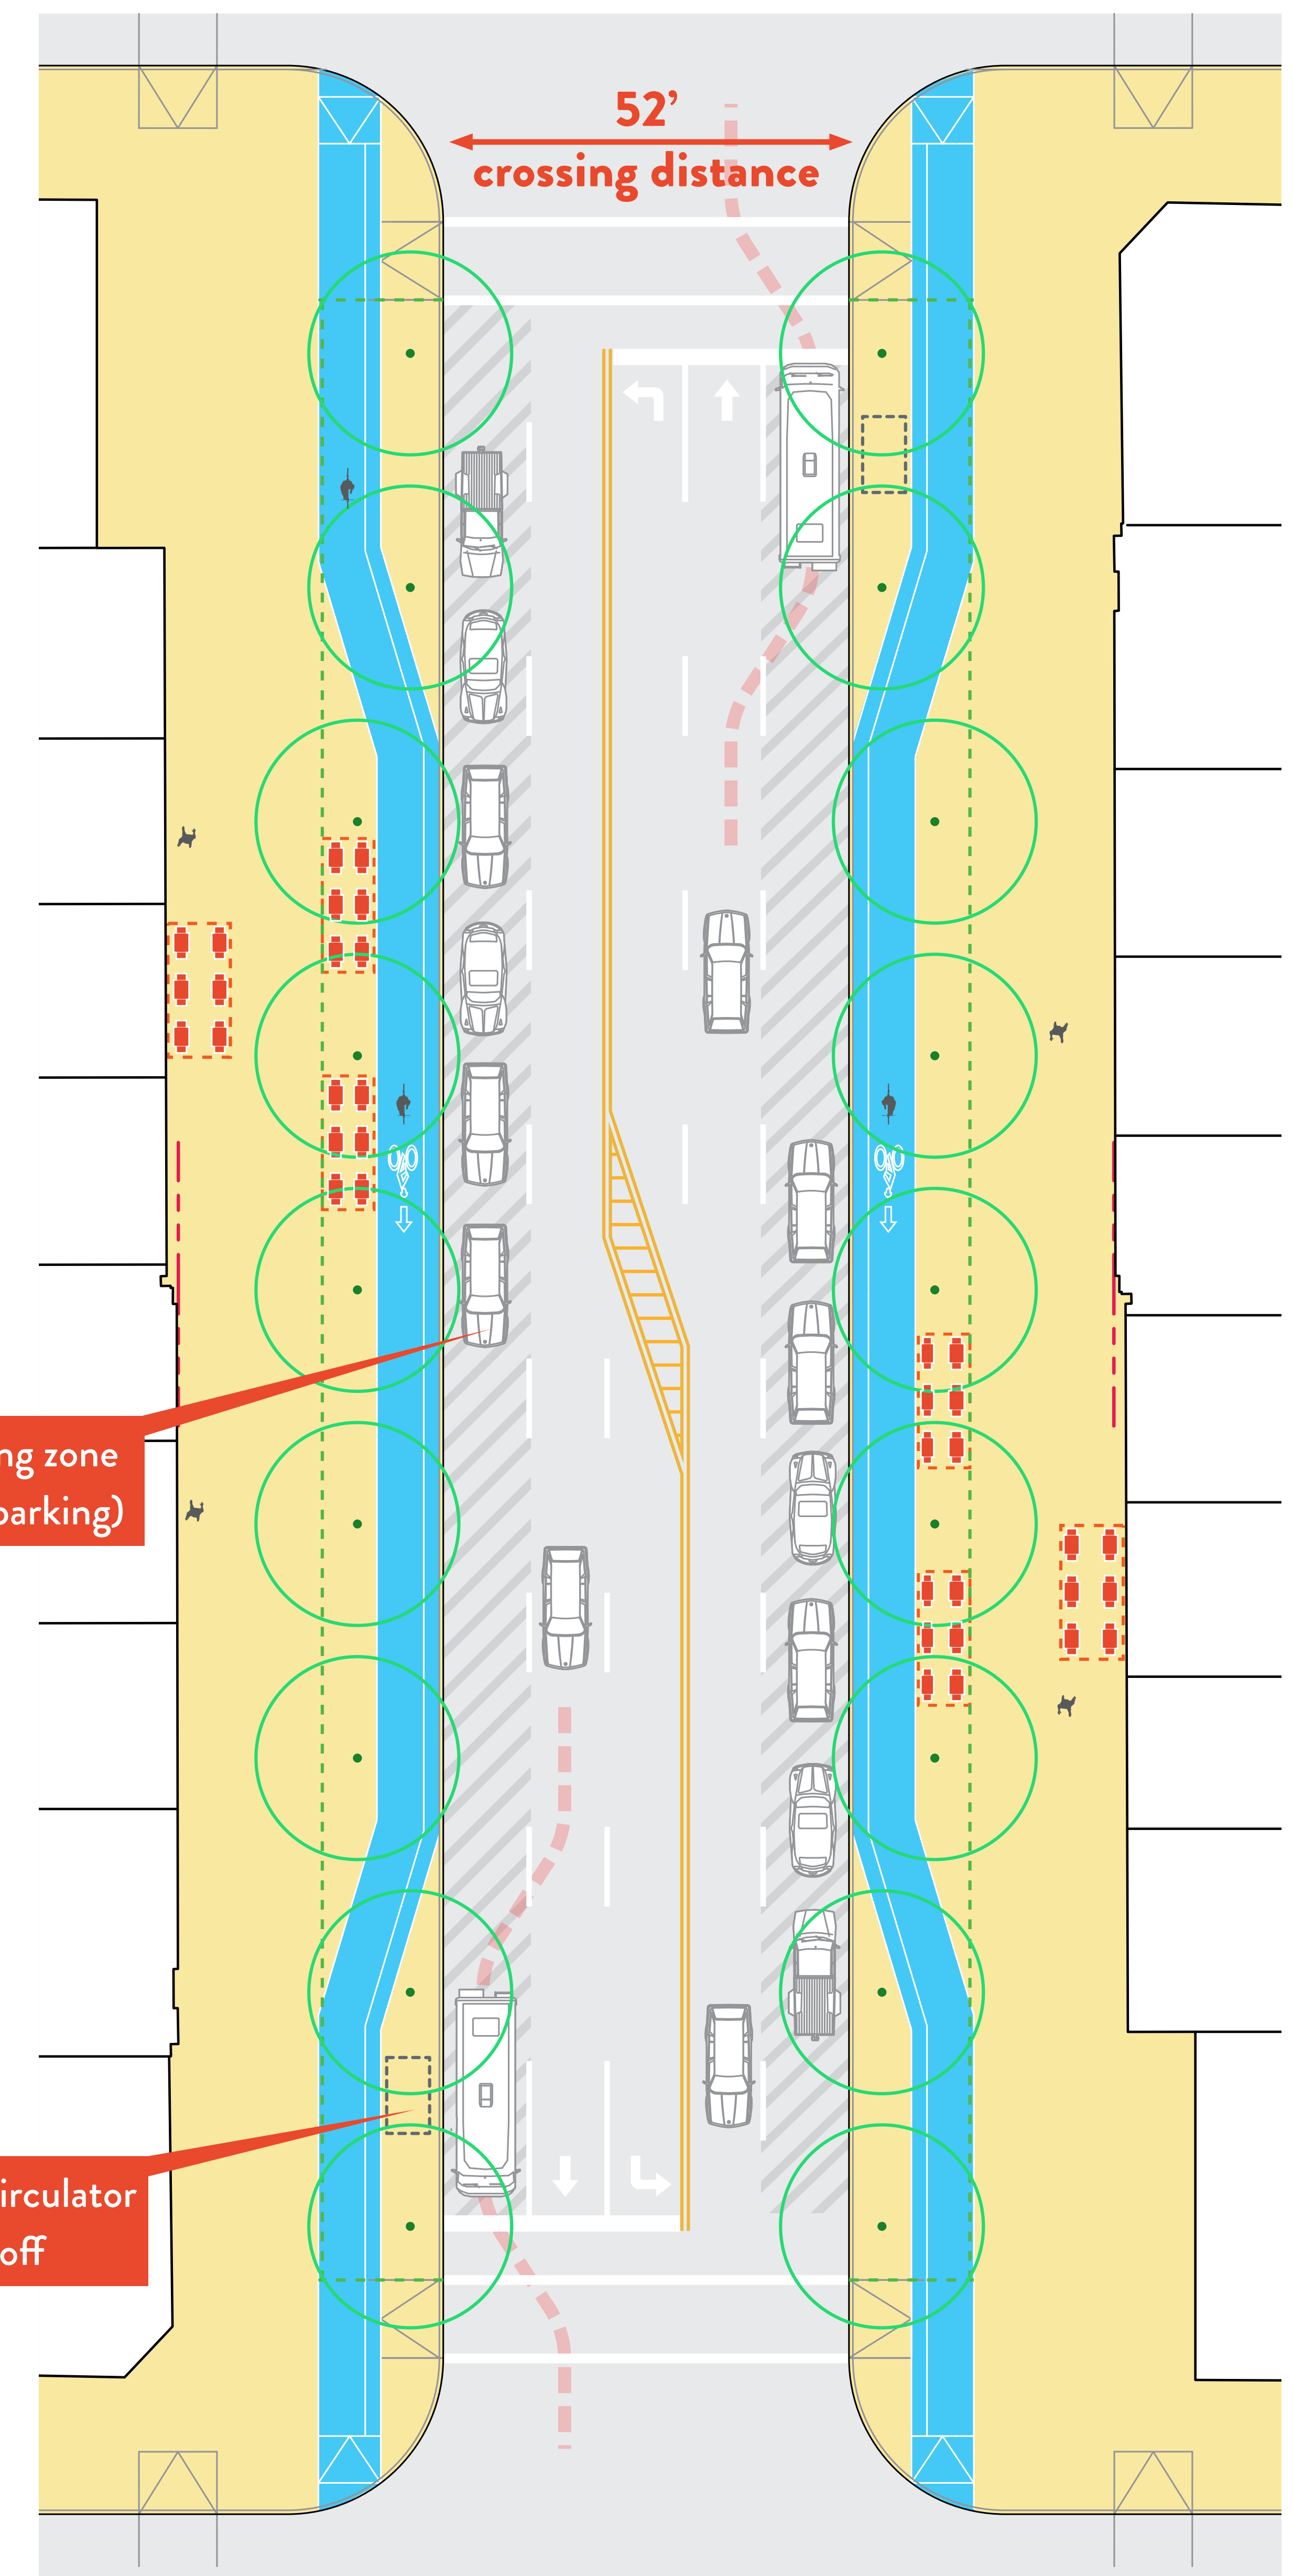 52’
crossing distance
ng zone
parking)
irculator
off